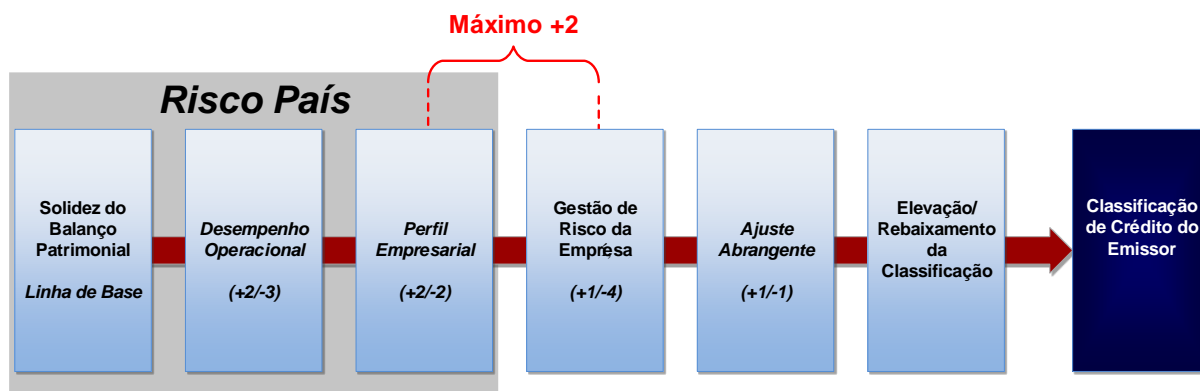 Máximo +2
Risco País
Solidez do
Balanço
Patrimonial
Linha de Base
Desempenho
Operacional
(+2/-3)
Perfil
Empresarial
(+2/-2)
Gestão de
Risco da
Empresa
(+1/-4)
Ajuste
Abrangente
(+1/-1)
Elevação/
Rebaixamento
da
Classificação
Classificação
de Crédito do
Emissor